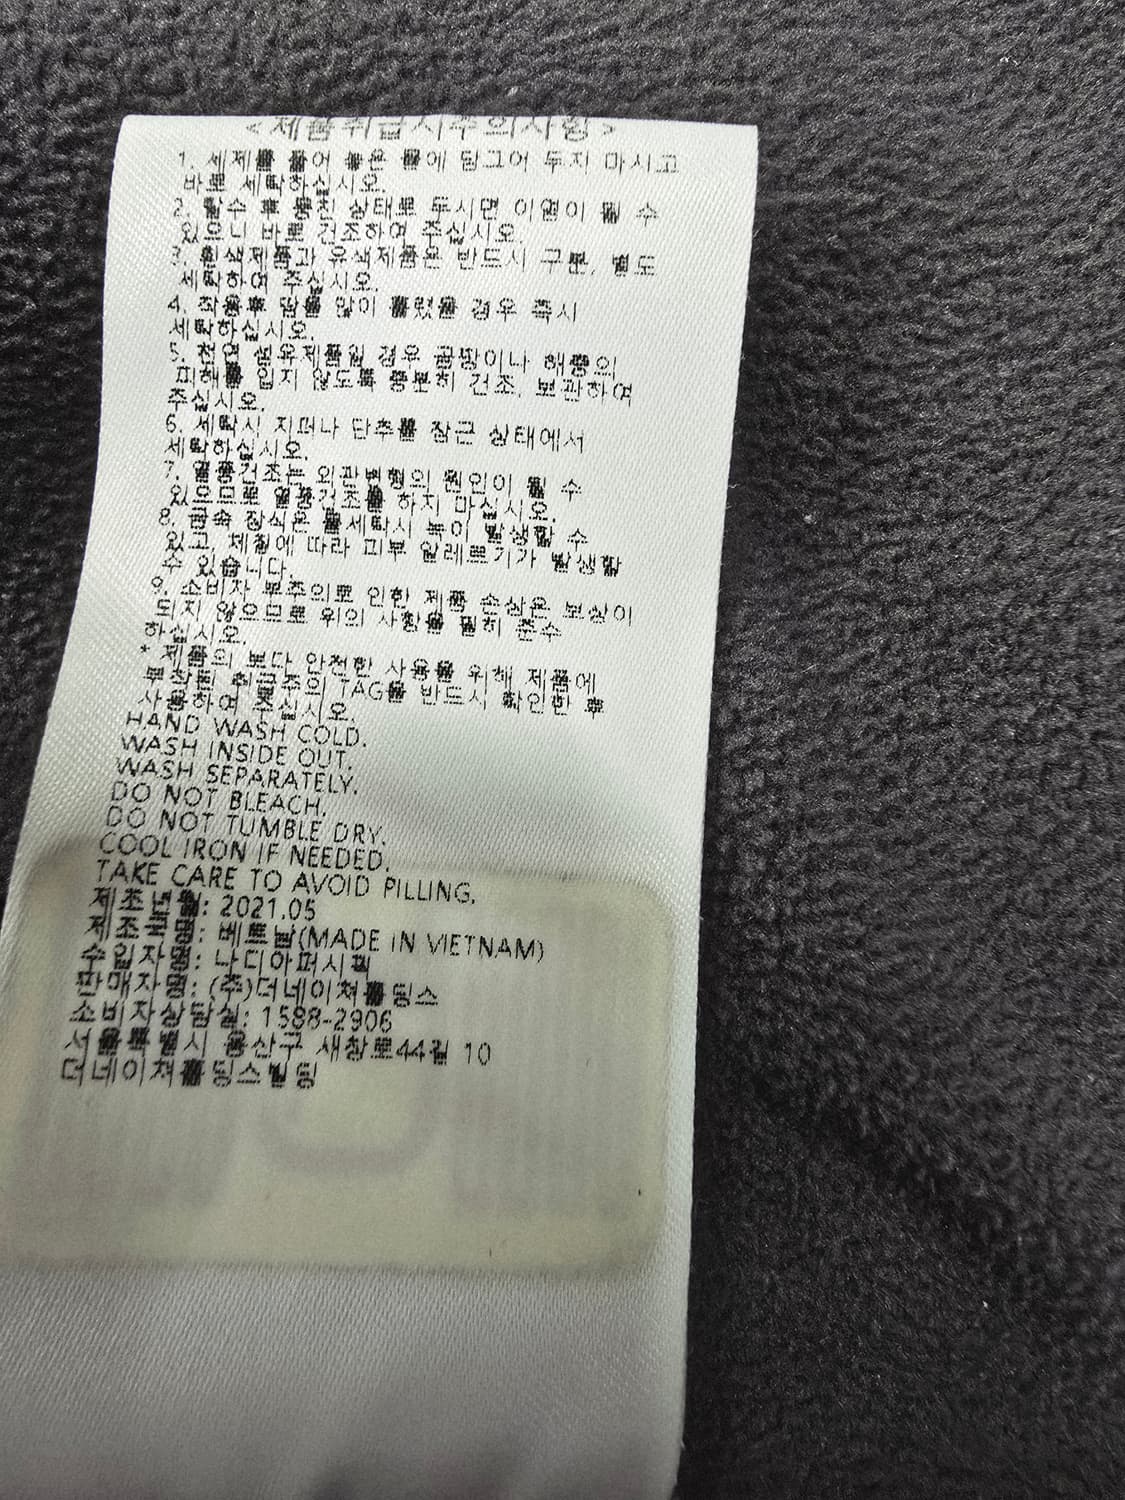 <제품취급시주의사항>
1. 세제를 풀어 놓은 물에 담그어 두지 마시고
바로 세탁하십시오.
2. 탈수 후 뭉친 상태로 두시면 이염이 될 수
있으니 바로 건조하여 주십시오.
3. 흰색제품과 유색제품은 반드시 구분, 별도
세탁하여 주십시오.
4. 착용후 땀을 많이 흘렸을 경우 즉시
세탁하십시오.
5. 천연 섬유제품일 경우 곰팡이나 해충의
피해를 입지 않도록 충분히 건조, 보관하여
주십시오.
6. 세탁시 지퍼나 단추를 잠근 상태에서
세탁하십시오.
7. 열풍건조는 외관변형의 원인이 될 수
있으므로 열풍건조를 하지 마십시오.
8. 금속 장식은 물세탁시 녹이 발생할 수
있고, 체질에 따라 피부 알레르기가 발생할
수 있습니다.
9. 소비자 부주의로 인한 제품 손상은 보상이
되지 않으므로 위의 사항을 필히 준수
하십시오.
* 제품의 보다 안전한 사용을 위해 제품에
부착된 취급주의 TAG를 반드시 확인한 후
사용하여 주십시오.
HAND WASH COLD.
WASH INSIDE OUT.
WASH SEPARATELY.
DO NOT BLEACH.
DO NOT TUMBLE DRY.
COOL IRON IF NEEDED.
TAKE CARE TO AVOID PILLING.
제조년월: 2021.05
제조국명: 베트남(MADE IN VIETNAM)
수입자명: 나디아퍼시픽
판매자명: (주)더네이쳐홀딩스
소비자상담실: 1588-2906
서울특별시 용산구 새창로44길 10
더네이쳐홀딩스빌딩